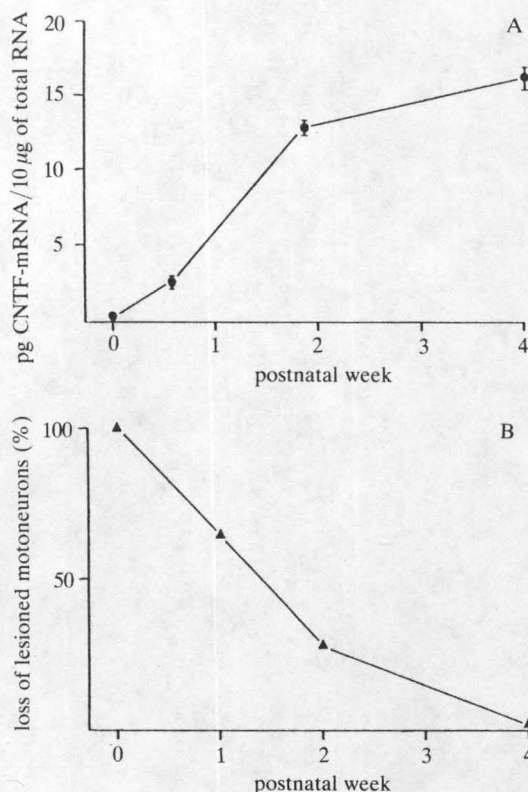 A
pg CNTF-mRNA/10 μg of total RNA
20
15
10
5
0
1
2
3
4
postnatal week
B
loss of lesioned motoneurons (%)
100
50
0
1
2
3
4
postnatal week